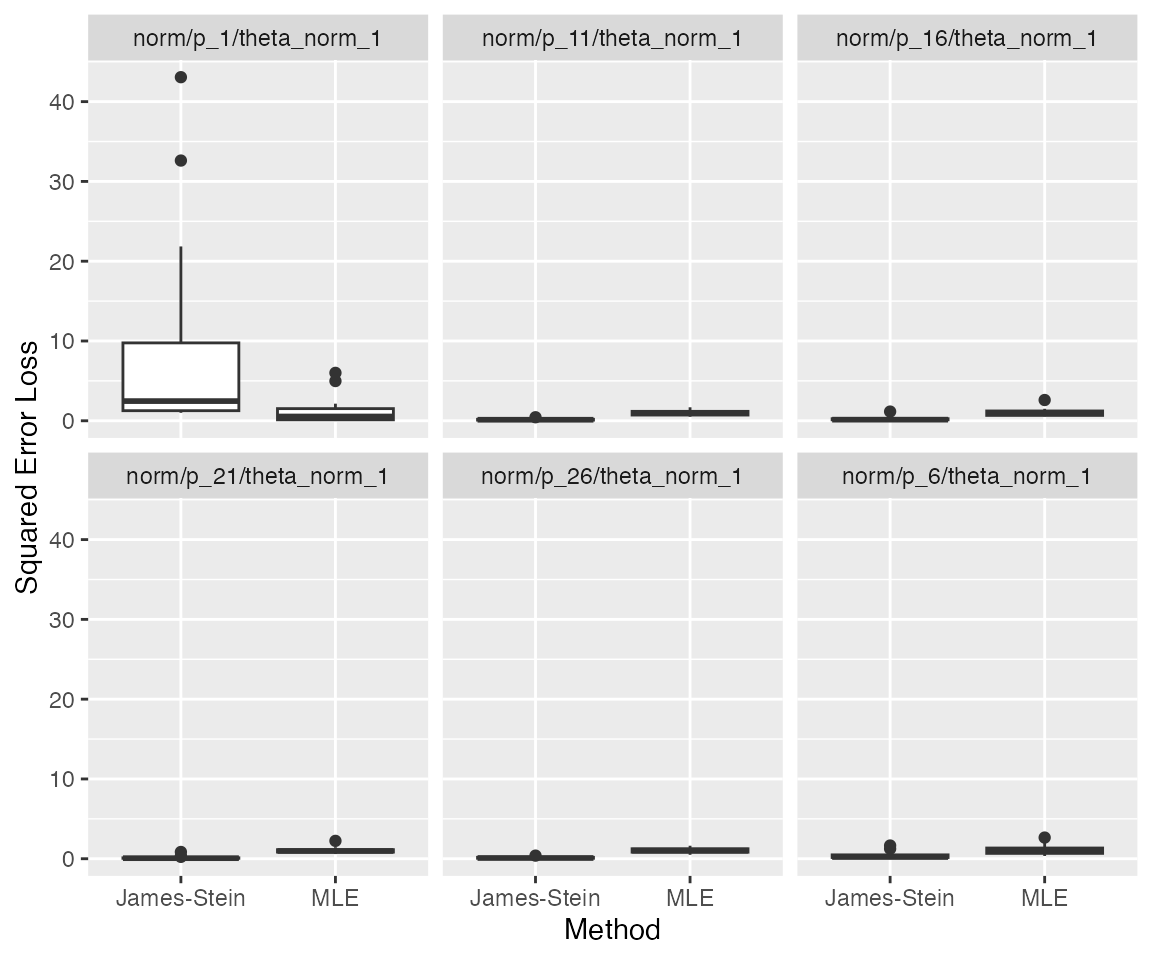 norm/p_1/theta_norm_1
norm/p_11/theta_norm_1
norm/p_16/theta_norm_1
40
30
20
10
0
norm/p_21/theta_norm_1
norm/p_26/theta_norm_1
norm/p_6/theta_norm_1
40
30
20
10
0
James-Stein
MLE
James-Stein
MLE
James-Stein
MLE
Method
Squared Error Loss